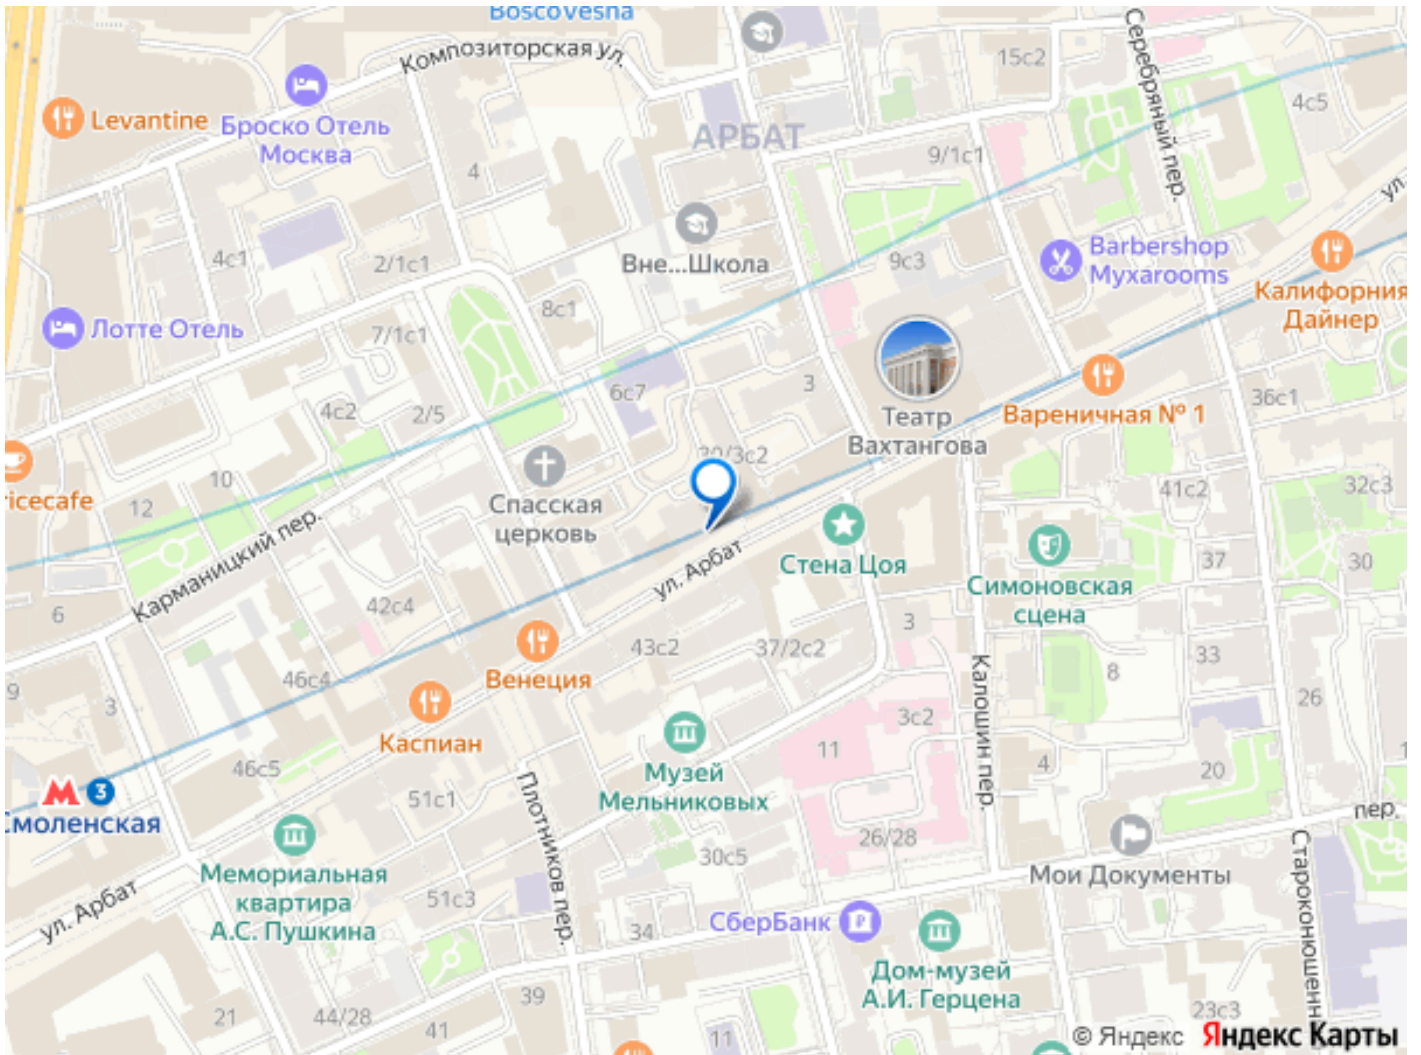 BoscoVesna
Композиторская ул.
Серебряный пер.
15с2
Levantine
Броско Отель
Москва
АРБАТ
4с5
4
9/1с1
ул.
Вне...Школа
4с1
2/1с1
9с3
Barbershop
Myxarooms
Калифорния
Дайнер
8с1
Лотте Отель
7/1с1
6с7
3
4с2
2/5
Театр
Вахтангова
Вареничная № 1
36с1
10
12
Спасская
церковь
41с2
32с3
Карманицкий пер.
ул. Арбат
Стена Цоя
Симоновская
сцена
37
30
6
42с4
43с2
37/2с2
3
33
8
26
9
3
46с4
Венеция
Каспиан
Калошин пер.
3с2
11
46с5
М 3
Смоленская
51с1
Плотников пер.
Музей
Мельниковых
4
20
пер.
26/28
30с5
Мемориальная
квартира
А.С. Пушкина
51с3
ул. Арбат
Мои Документы
СберБанк
34
Дом-музей
А.И. Герцена
39
21
44/28
41
11
23с3
© Яндекс Яндекс Карты